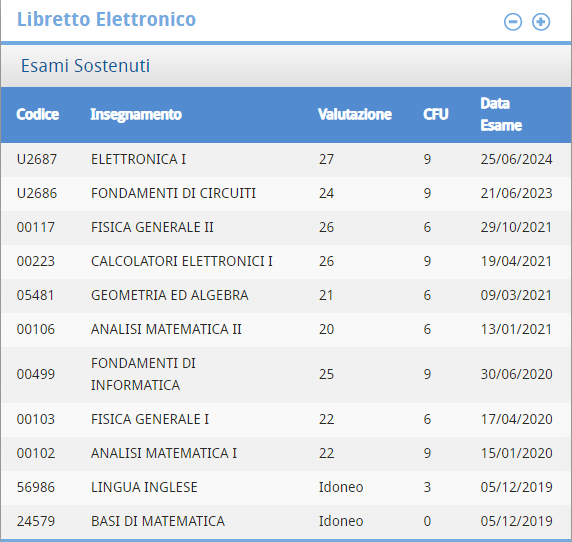 Libretto Elettronico
Esami Sostenuti
Codice Insegnamento Valutazione CFU Data Esame
U2687 ELETTRONICA I 27 9 25/06/2024
U2686 FONDAMENTI DI CIRCUITI 24 9 21/06/2023
00117 FISICA GENERALE II 26 6 29/10/2021
00223 CALCOLATORI ELETTRONICI I 26 9 19/04/2021
05481 GEOMETRIA ED ALGEBRA 21 6 09/03/2021
00106 ANALISI MATEMATICA II 20 6 13/01/2021
00499 FONDAMENTI DI INFORMATICA 25 9 30/06/2020
00103 FISICA GENERALE I 22 6 17/04/2020
00102 ANALISI MATEMATICA I 22 9 15/01/2020
56986 LINGUA INGLESE Idoneo 3 05/12/2019
24579 BASI DI MATEMATICA Idoneo 0 05/12/2019